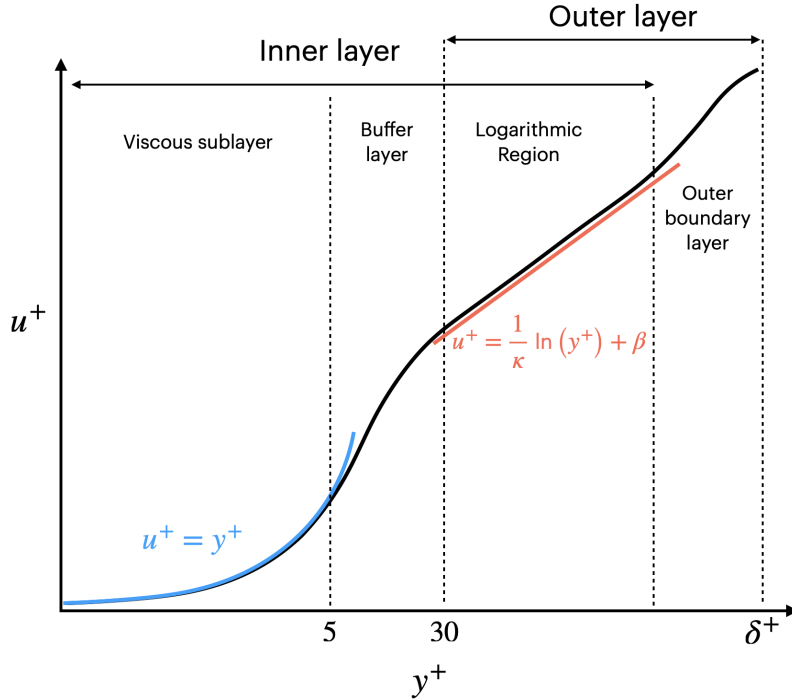 Outer layer
Inner layer
Viscous sublayer
Buffer
layer
Logarithmic
Region
Outer
boundary
layer
u⁺
u⁺ = 1/κ ln (y⁺) + β
u⁺ = y⁺
5
30
δ⁺
y⁺